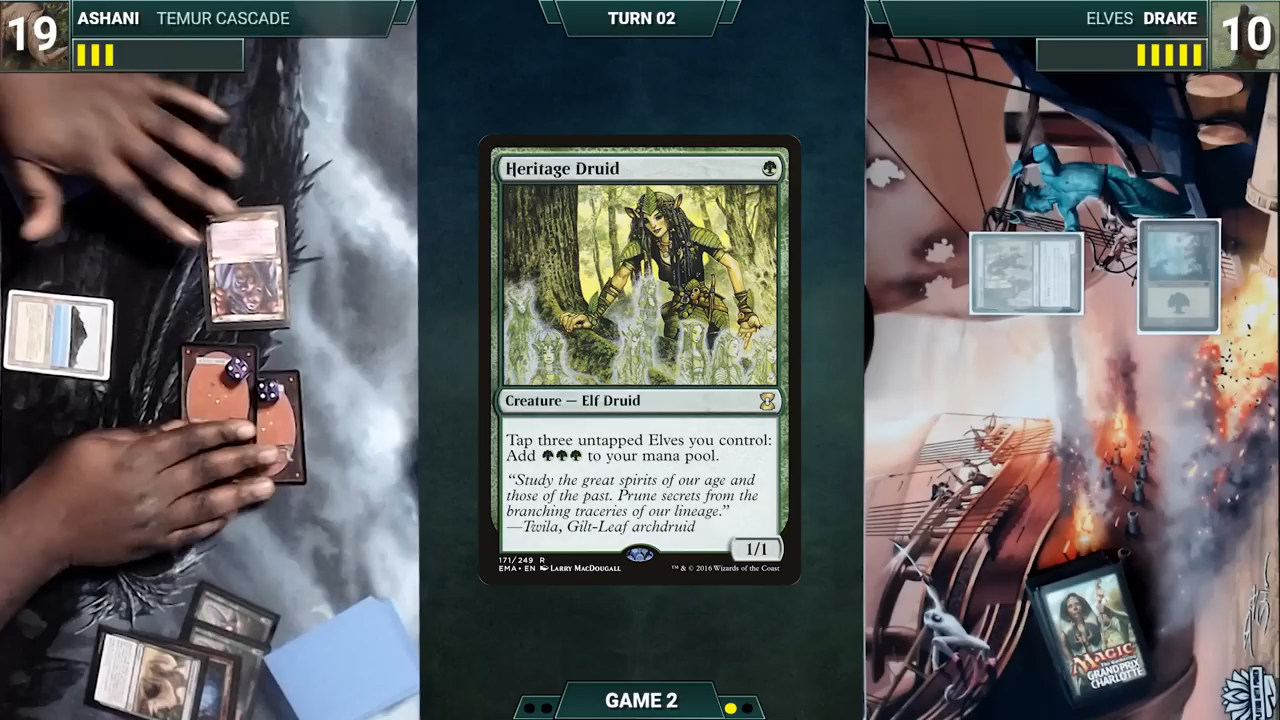 19
ASHANI TEMUR CASCADE
TURN 02
ELVES DRAKE
10
Heritage Druid
Creature — Elf Druid
Tap three untapped Elves you control:
Add to your mana pool.
“Study the great spirits of our age and
those of the past. Prune secrets from the
branching traceries of our lineage.”
—Twila, Gilt-Leaf archdruid
1/1
171/249 R
EMA • EN LARRY MACDOUGALL
™ & © 2016 Wizards of the Coast
MAGIC
GRAND PRIX
CHARLOTTE
GAME 2